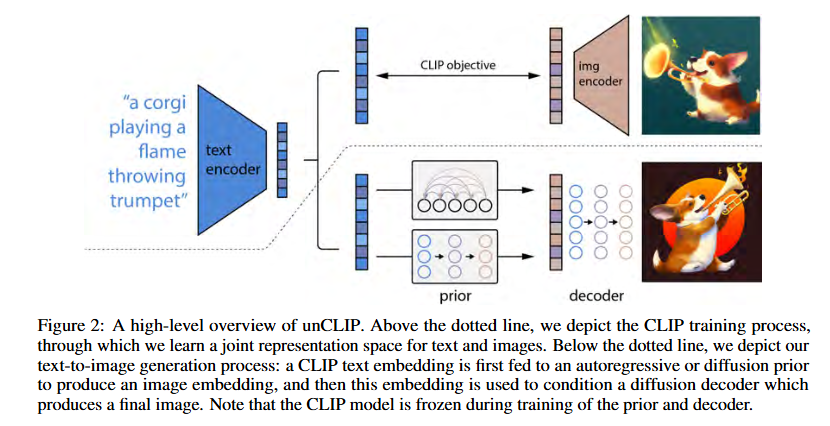 "a corgi
playing a
flame
throwing
trumpet"
text
encoder
CLIP objective
img
encoder
prior
decoder
Figure 2: A high-level overview of unCLIP. Above the dotted line, we depict the CLIP training process,
through which we learn a joint representation space for text and images. Below the dotted line, we depict our
text-to-image generation process: a CLIP text embedding is first fed to an autoregressive or diffusion prior
to produce an image embedding, and then this embedding is used to condition a diffusion decoder which
produces a final image. Note that the CLIP model is frozen during training of the prior and decoder.